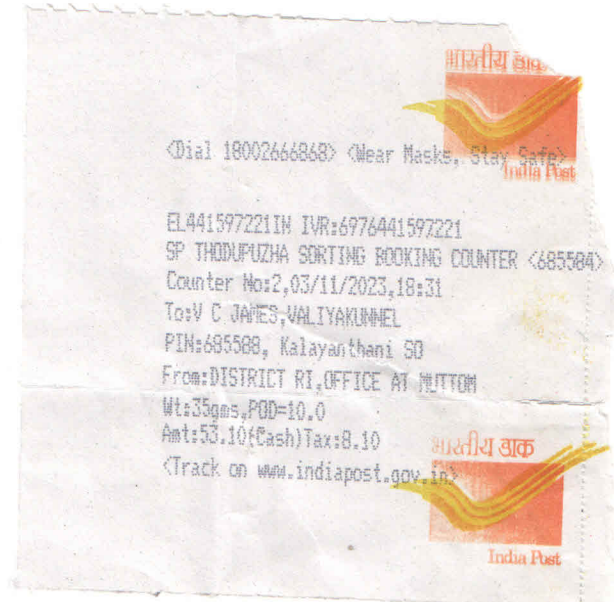 भारतीय डाक
India Post
<Dial 18002666868> <Wear Masks, Stay Safe>
EL441597221IN IVR:6976441597221
SP THODUPUZHA SORTING BOOKING COUNTER <685584>
Counter No:2,03/11/2023,18:31
To:V C JAMES,VALIYAKUNNEL
PIN:685588, Kalayanthani SO
From:DISTRICT RI,OFFICE AT MUTTOM
Wt:35gms,POD=10.0
Amt:53.10(Cash)Tax:8.10
<Track on www.indiapost.gov.in>
भारतीय डाक
India Post